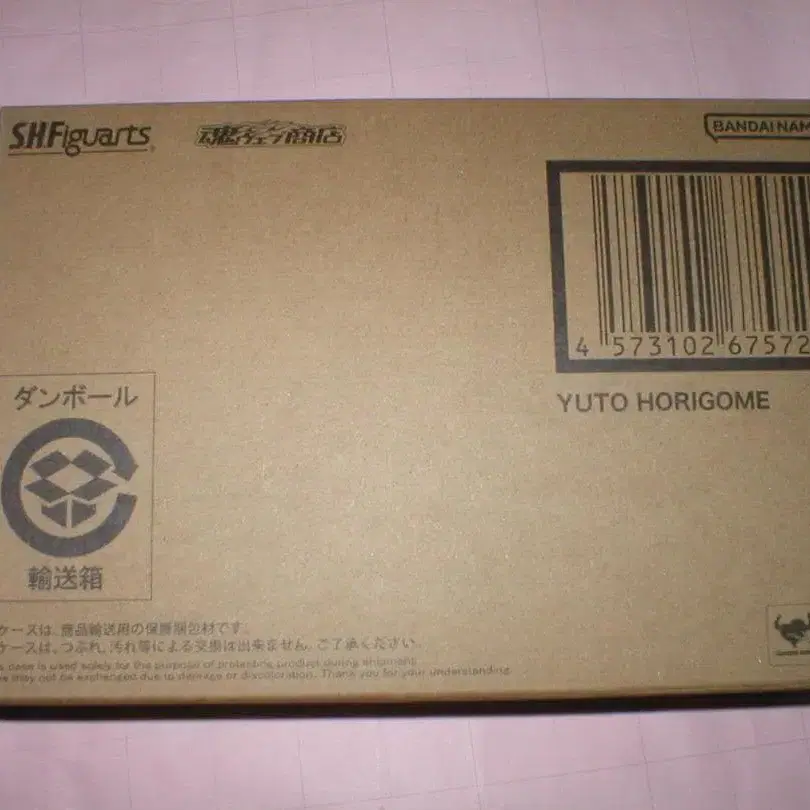 S.H.Figuarts
魂ウェブ商店
BANDAI NAM
4 573102 67572
YUTO HORIGOME
ダンボール
輸送箱
ケースは、商品輸送用の保護梱包材です。
ケースは、つぶれ、汚れ等による交換は出来ません。ご了承ください。
s case is used solely for the purpose of protecting product during shipment.
se may not be exchanged due to damage or discoloration. Thank you for your understanding.